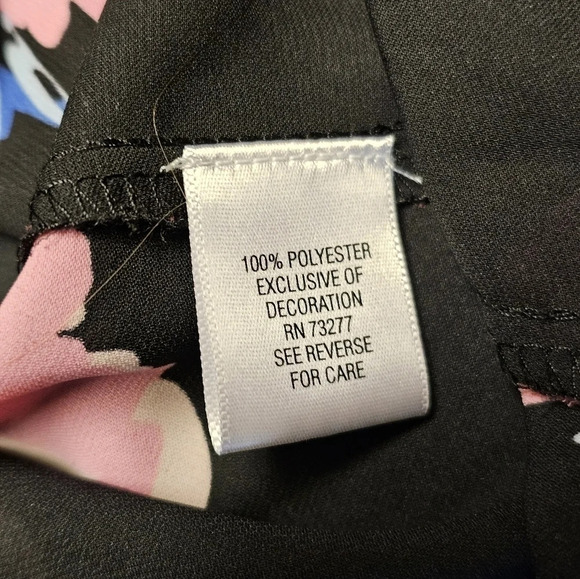 100% POLYESTER
EXCLUSIVE OF
DECORATION
RN 73277
SEE REVERSE
FOR CARE